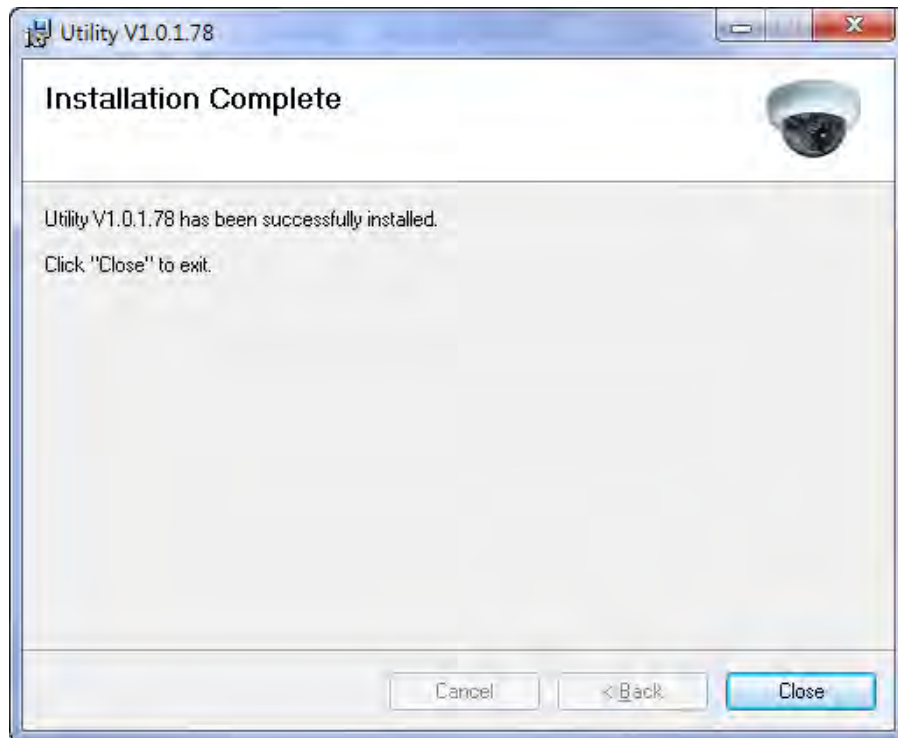 Utility V1.0.1.78
Installation Complete
Utility V1.0.1.78 has been successfully installed.
Click "Close" to exit.
Cancel
< Back
Close